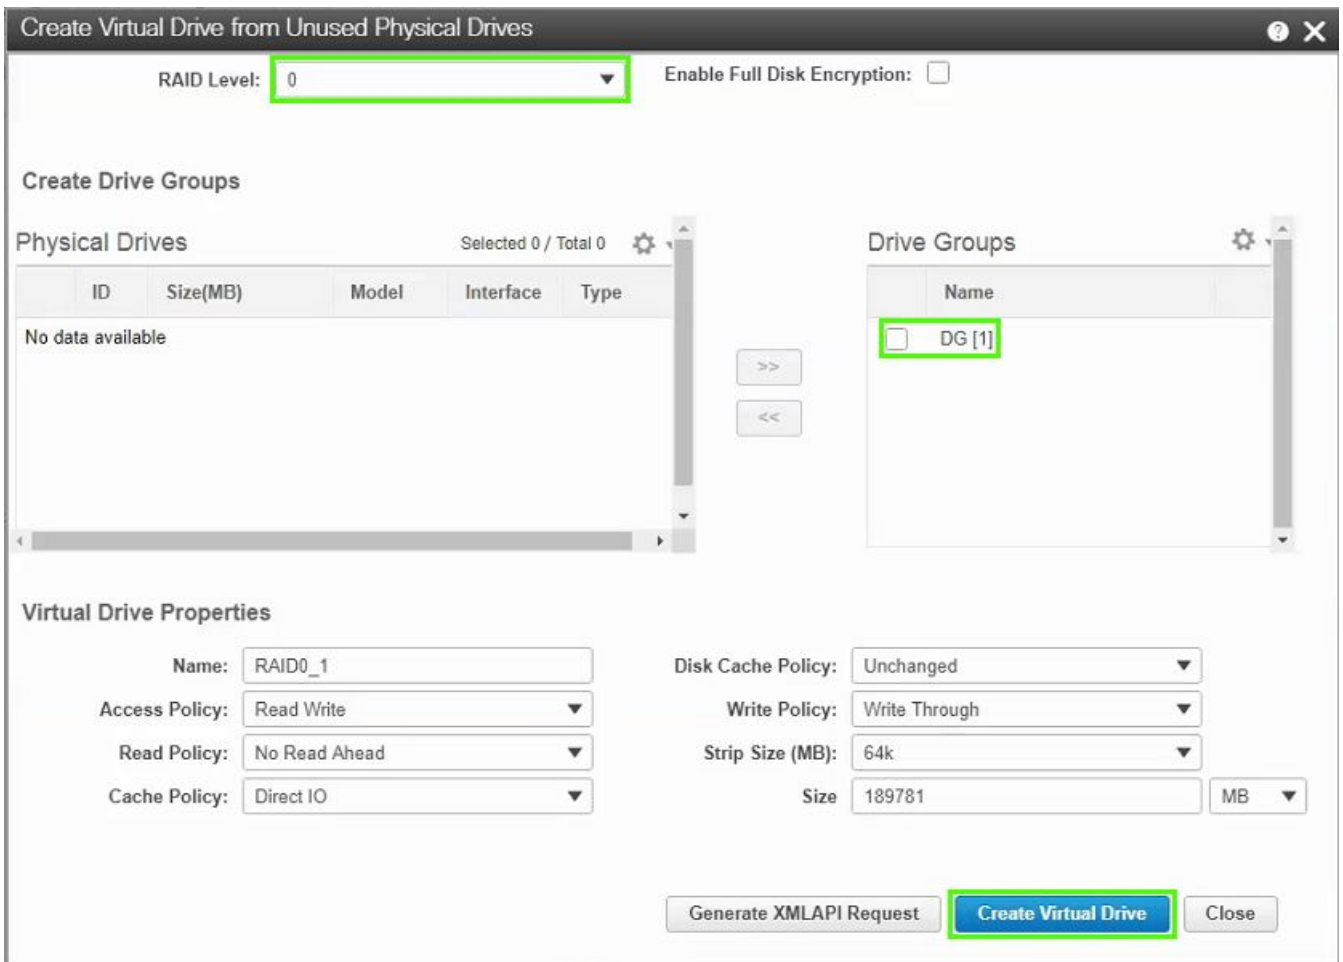 Create Virtual Drive from Unused Physical Drives
RAID Level: 0
Enable Full Disk Encryption:
Create Drive Groups
Physical Drives
Selected 0 / Total 0
Drive Groups
ID Size(MB) Model Interface Type
Name
No data available
DG [1]
>>
<<
Virtual Drive Properties
Name: RAID0_1
Disk Cache Policy: Unchanged
Access Policy: Read Write
Write Policy: Write Through
Read Policy: No Read Ahead
Strip Size (MB): 64k
Cache Policy: Direct IO
Size 189781 MB
Generate XMLAPI Request
Create Virtual Drive
Close